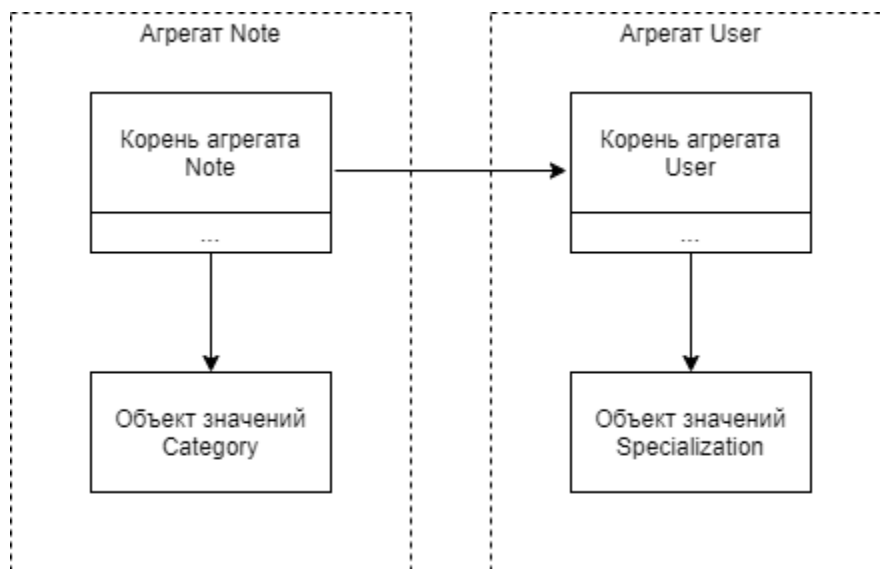 Агрегат Note
Агрегат User
Корень агрегата
Note
...
Корень агрегата
User
...
Объект значений
Category
Объект значений
Specialization